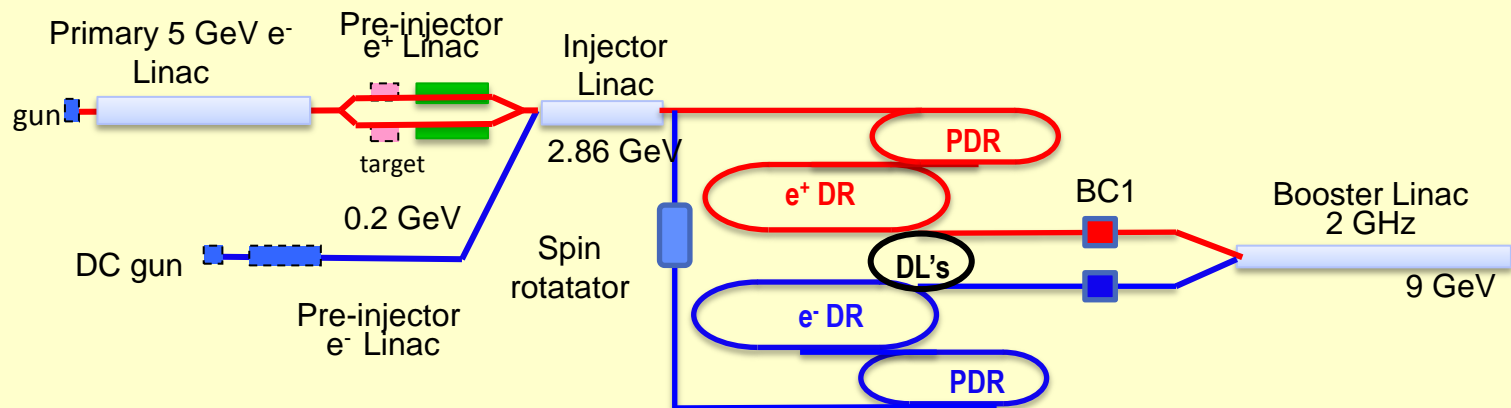 Primary 5 GeV e-
Linac
Pre-injector
e+ Linac
Injector
Linac
gun
target
2.86 GeV
PDR
e+ DR
BC1
Booster Linac
2 GHz
0.2 GeV
Spin
rotatator
DL's
DC gun
9 GeV
Pre-injector
e- Linac
e- DR
PDR